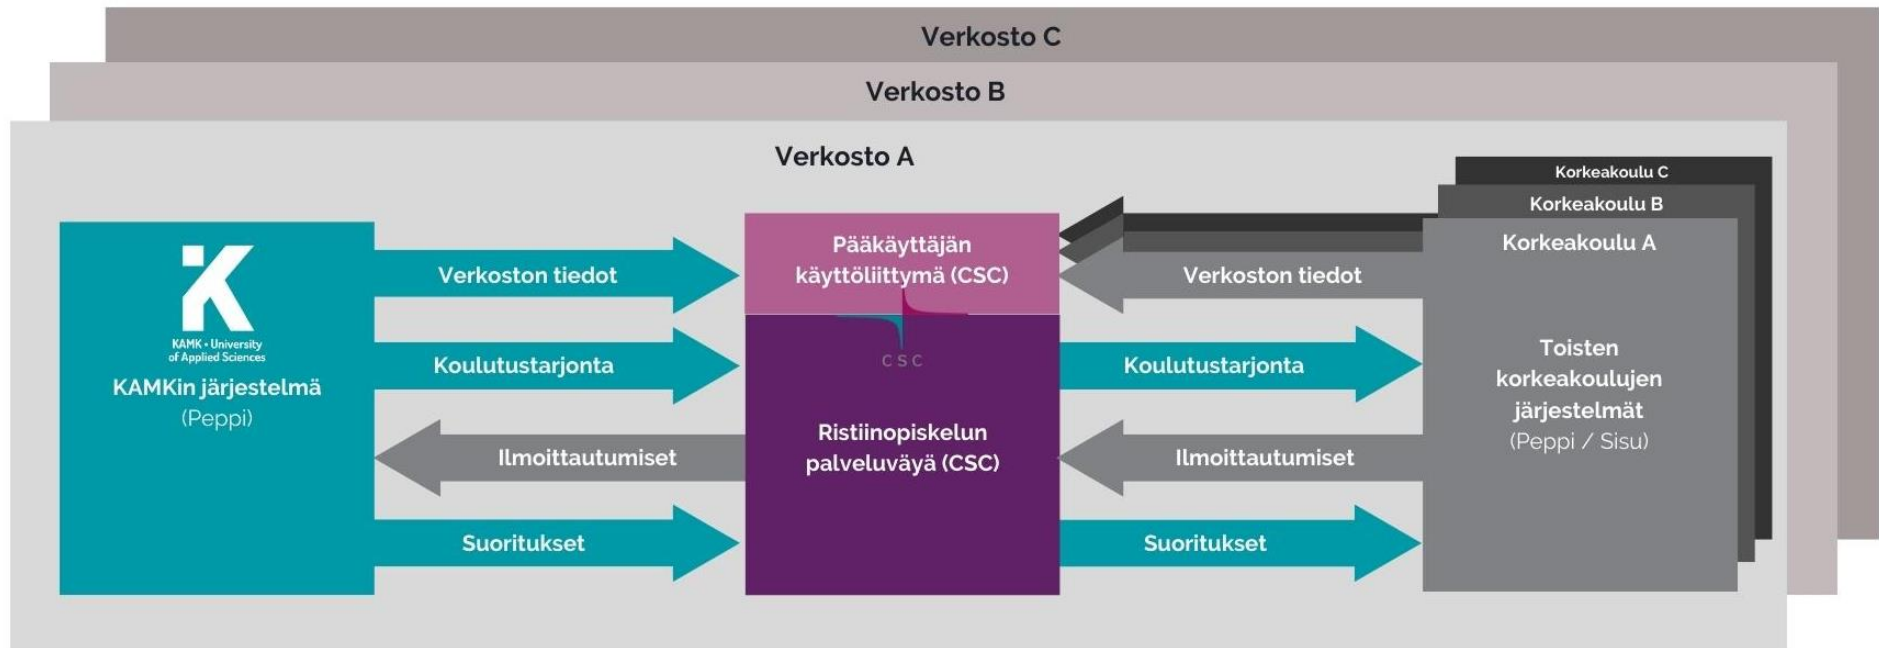 Verkosto C
Verkosto B
Verkosto A
Korkeakoulu C
Korkeakoulu B
Korkeakoulu A
KAMK • University
of Applied Sciences
KAMKin järjestelmä
(Peppi)
Verkoston tiedot
Koulutustarjonta
Ilmoittautumiset
Suoritukset
Pääkäyttäjän
käyttöliittymä (CSC)
CSC
Ristiinopiskelun
palveluväyä (CSC)
Verkoston tiedot
Koulutustarjonta
Ilmoittautumiset
Suoritukset
Toisten
korkeakoulujen
järjestelmät
(Peppi / Sisu)